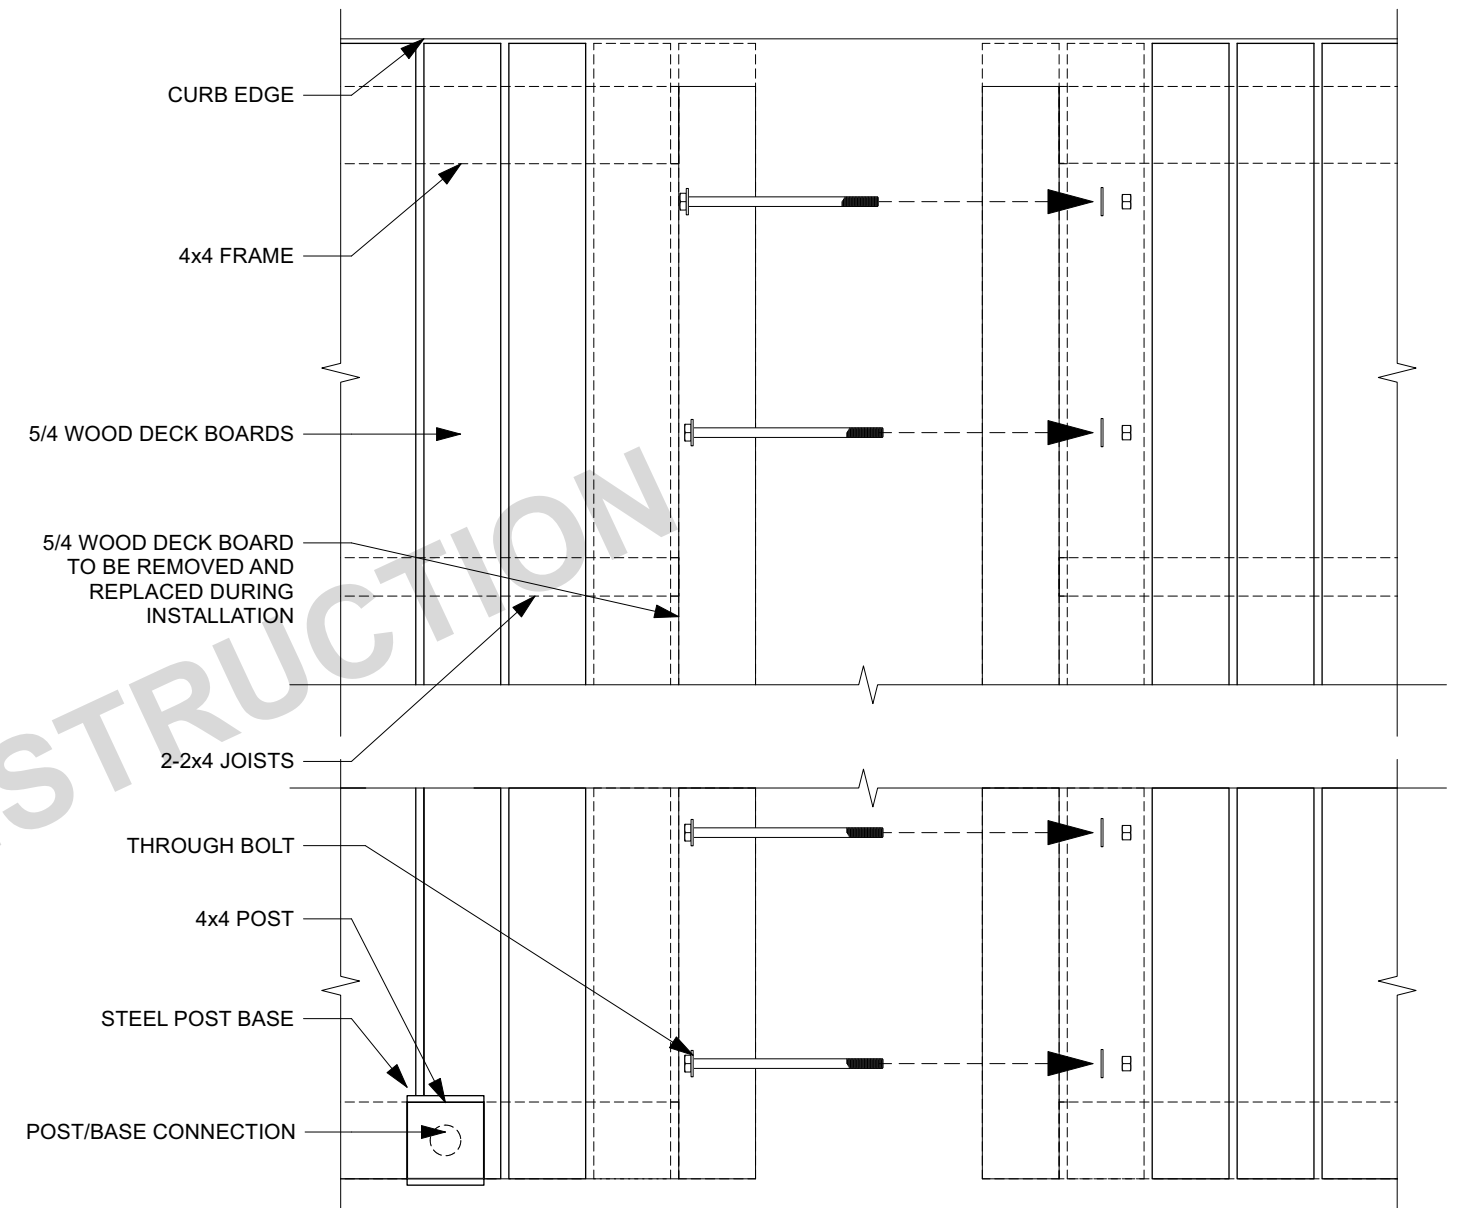 CURB EDGE
4x4 FRAME
5/4 WOOD DECK BOARDS
5/4 WOOD DECK BOARD
TO BE REMOVED AND
REPLACED DURING
INSTALLATION
2-2x4 JOISTS
THROUGH BOLT
4x4 POST
STEEL POST BASE
POST/BASE CONNECTION
STRUCTION